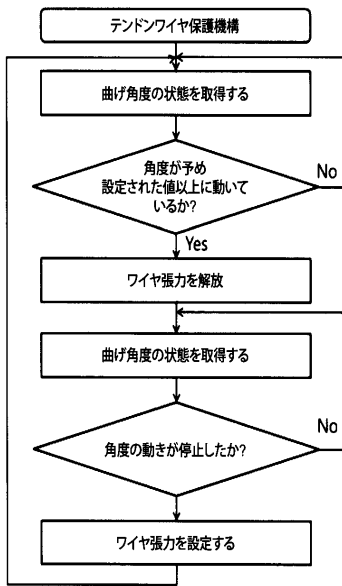 テンドンワイヤ保護機構
曲げ角度の状態を取得する
角度が予め
設定された値以上に動いて
いるか?
No
Yes
ワイヤ張力を解放
曲げ角度の状態を取得する
角度の動きが停止したか?
No
ワイヤ張力を設定する